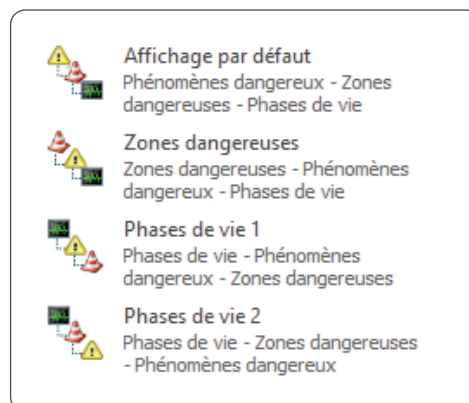 Affichage par défaut
Phénomènes dangereux - Zones
dangereuses - Phases de vie
Zones dangereuses
Zones dangereuses - Phénomènes
dangereux - Phases de vie
Phases de vie 1
Phases de vie - Phénomènes
dangereux - Zones dangereuses
Phases de vie 2
Phases de vie - Zones dangereuses
- Phénomènes dangereux